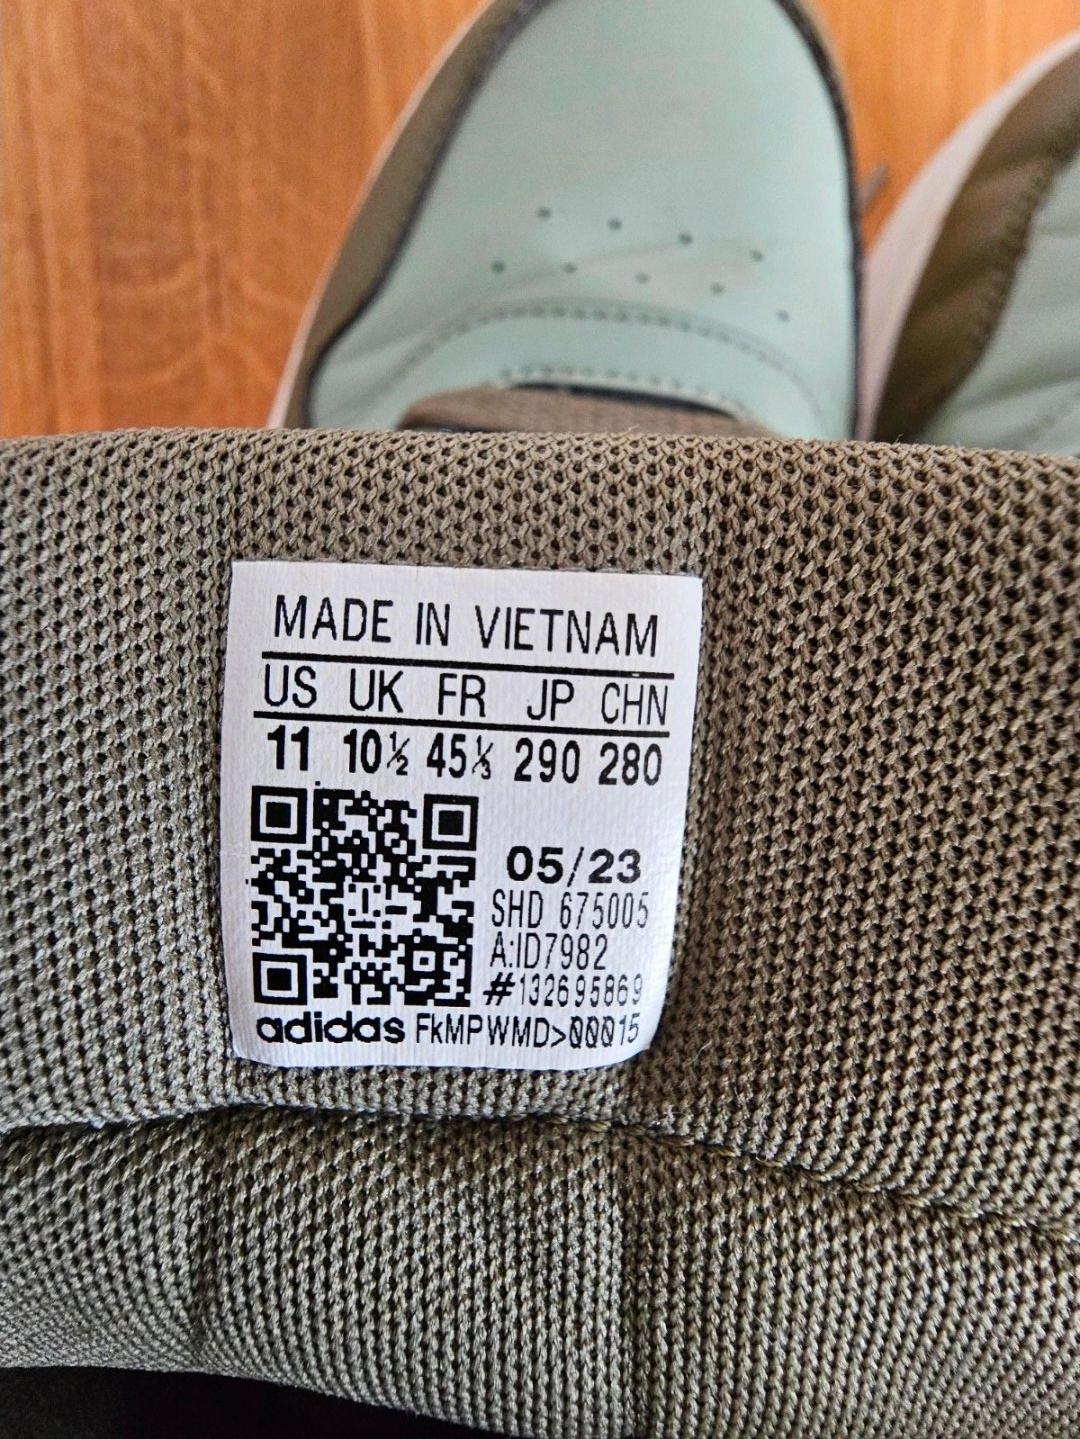 MADE IN VIETNAM
US UK FR JP CHN
11 10½ 45⅓ 290 280
05/23
SHD 675005
A:ID7982
#132695869
adidas FkMPWMD>00015